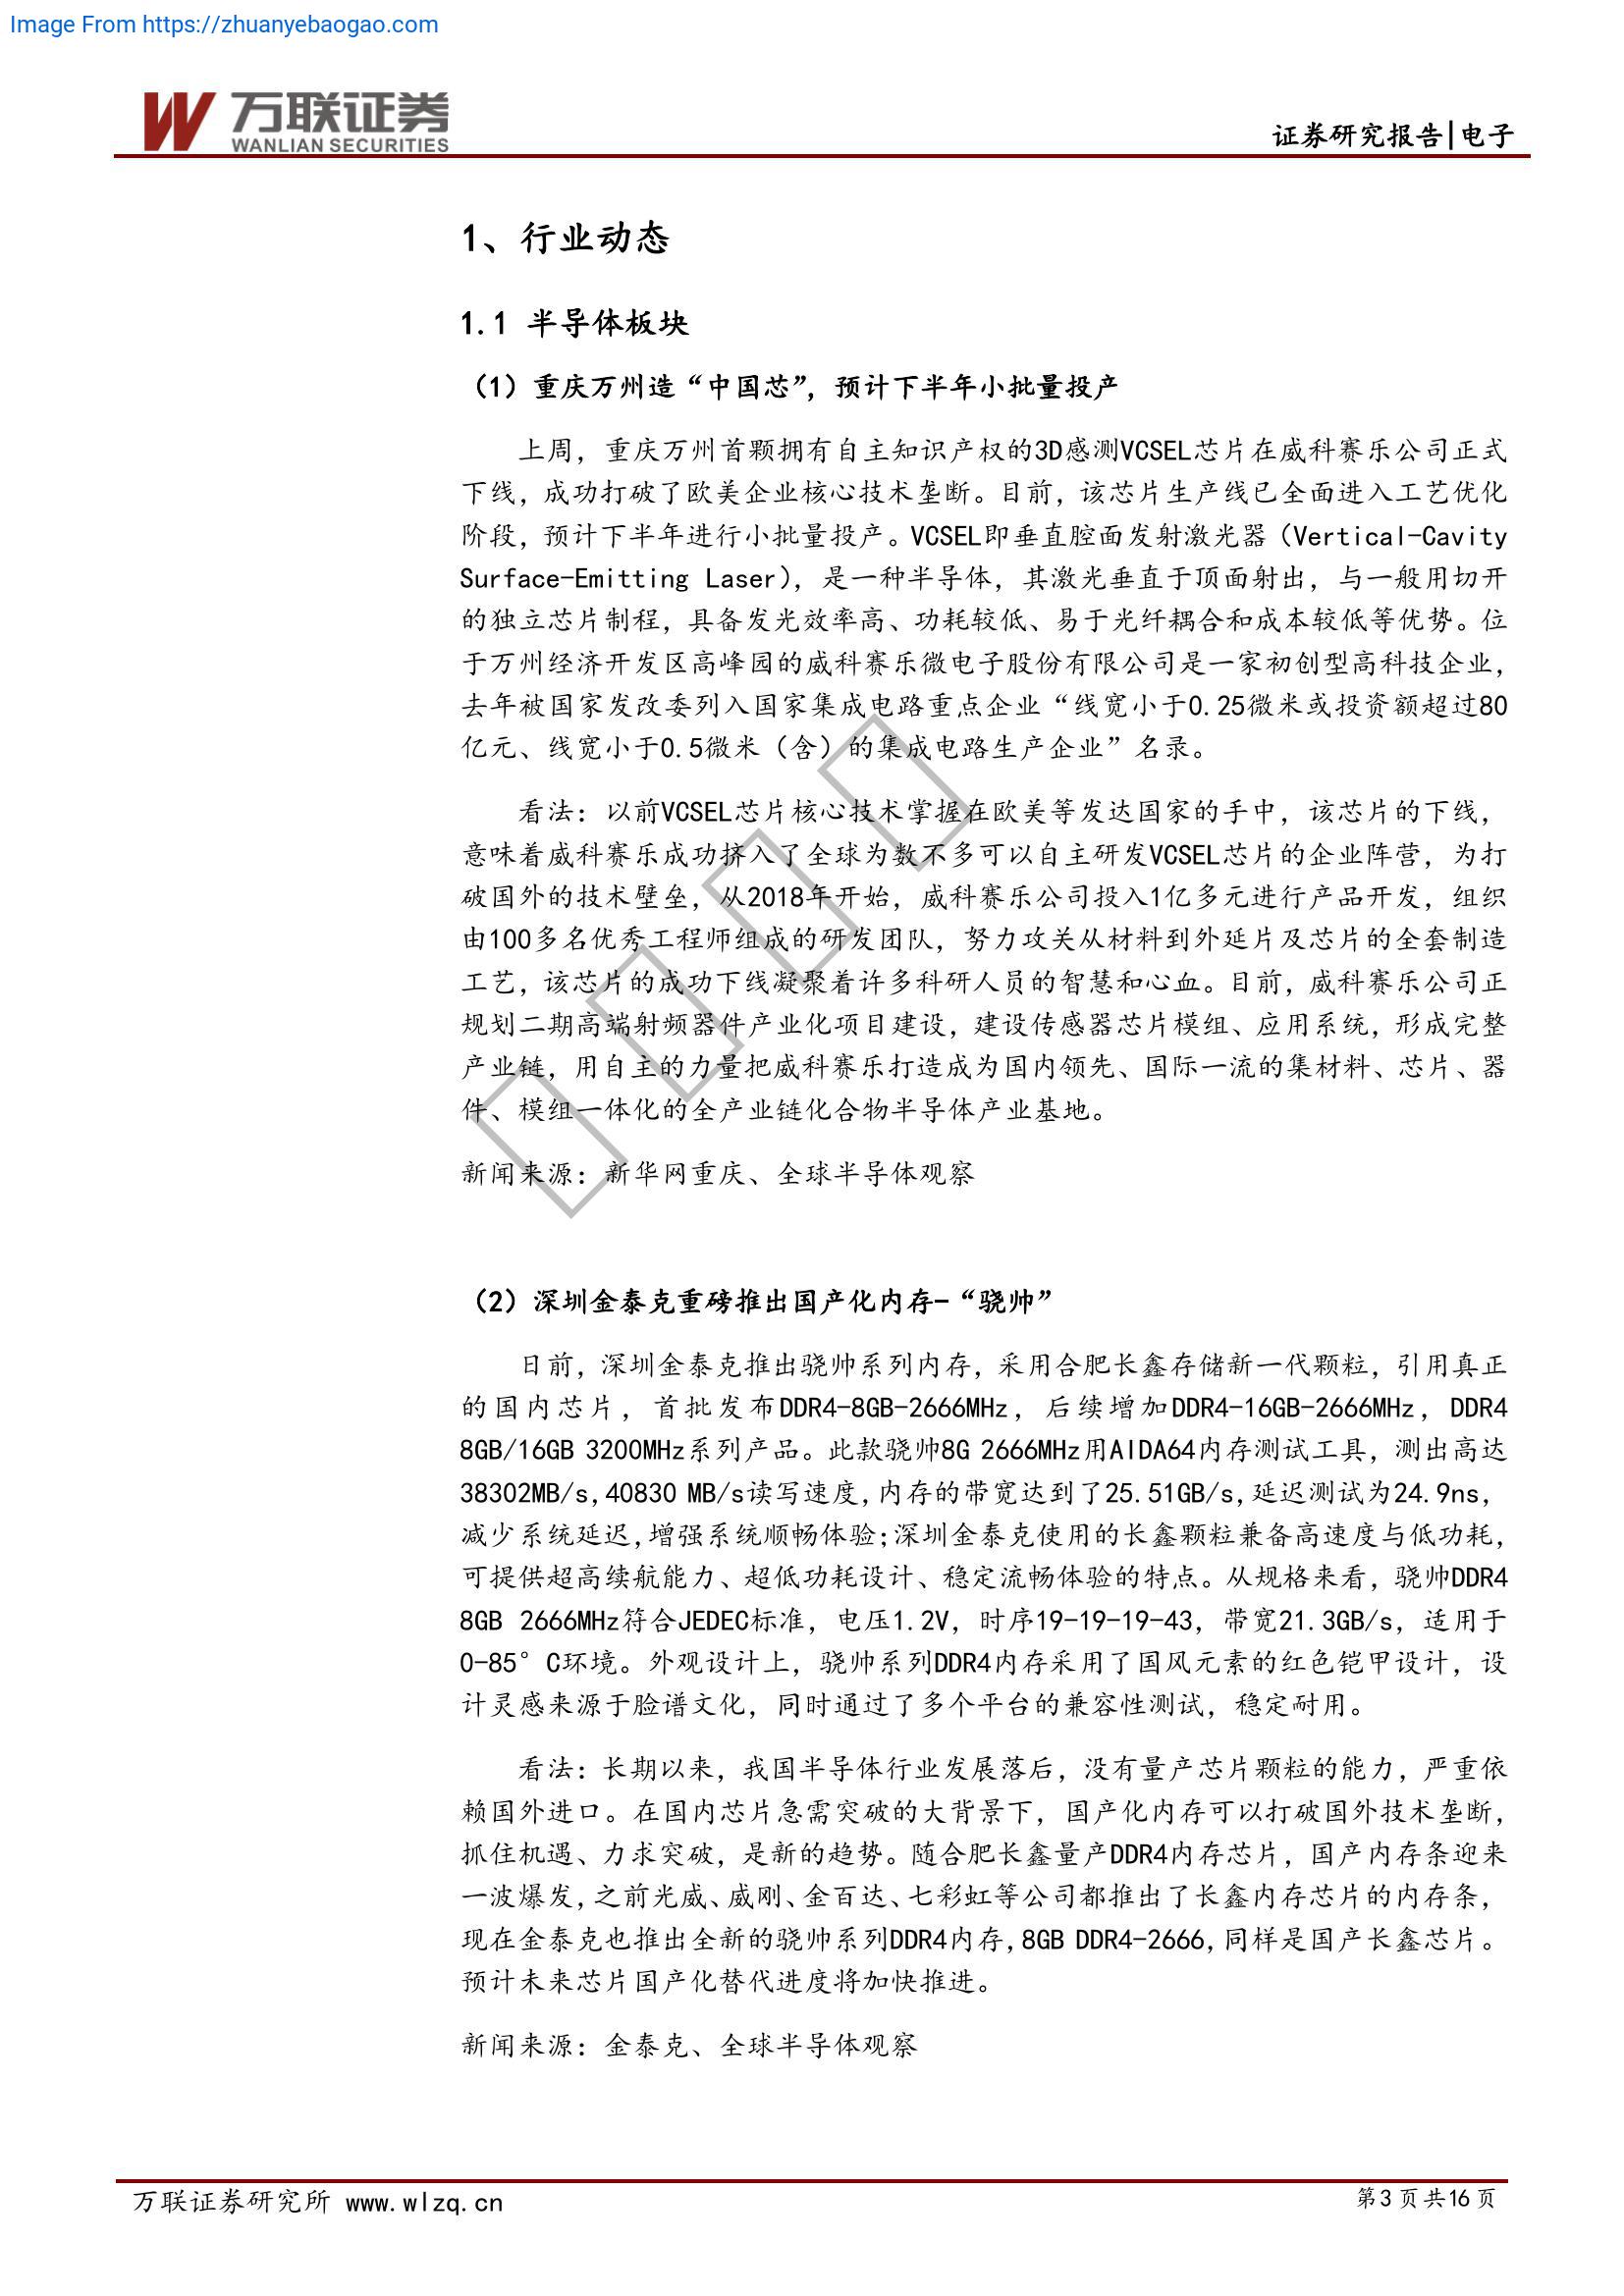 Image From https://zhuanyebaogao.com
万联证券
WANLIAN SECURITIES
证券研究报告|电子
1、行业动态
1.1 半导体板块
（1）重庆万州造“中国芯”，预计下半年小批量投产
上周，重庆万州首颗拥有自主知识产权的3D感测VCSEL芯片在威科赛乐公司正式
下线，成功打破了欧美企业核心技术垄断。目前，该芯片生产线已全面进入工艺优化
阶段，预计下半年进行小批量投产。VCSEL即垂直腔面发射激光器（Vertical-Cavity
Surface-Emitting Laser），是一种半导体，其激光垂直于顶面射出，与一般用切开
的独立芯片制程，具备发光效率高、功耗较低、易于光纤耦合和成本较低等优势。位
于万州经济开发区高峰园的威科赛乐微电子股份有限公司是一家初创型高科技企业，
去年被国家发改委列入国家集成电路重点企业“线宽小于0.25微米或投资额超过80
亿元、线宽小于0.5微米（含）的集成电路生产企业”名录。
看法：以前VCSEL芯片核心技术掌握在欧美等发达国家的手中，该芯片的下线，
意味着威科赛乐成功挤入了全球为数不多可以自主研发VCSEL芯片的企业阵营，为打
破国外的技术壁垒，从2018年开始，威科赛乐公司投入1亿多元进行产品开发，组织
由100多名优秀工程师组成的研发团队，努力攻关从材料到外延片及芯片的全套制造
工艺，该芯片的成功下线凝聚着许多科研人员的智慧和心血。目前，威科赛乐公司正
规划二期高端射频器件产业化项目建设，建设传感器芯片模组、应用系统，形成完整
产业链，用自主的力量把威科赛乐打造成为国内领先、国际一流的集材料、芯片、器
件、模组一体化的全产业链化合物半导体产业基地。
新闻来源：新华网重庆、全球半导体观察
（2）深圳金泰克重磅推出国产化内存-“骁帅”
日前，深圳金泰克推出骁帅系列内存，采用合肥长鑫存储新一代颗粒，引用真正
的国内芯片，首批发布DDR4-8GB-2666MHz，后续增加DDR4-16GB-2666MHz，DDR4
8GB/16GB 3200MHz系列产品。此款骁帅8G 2666MHz用AIDA64内存测试工具，测出高达
38302MB/s,40830 MB/s读写速度,内存的带宽达到了25.51GB/s,延迟测试为24.9ns，
减少系统延迟,增强系统顺畅体验;深圳金泰克使用的长鑫颗粒兼备高速度与低功耗，
可提供超高续航能力、超低功耗设计、稳定流畅体验的特点。从规格来看，骁帅DDR4
8GB 2666MHz符合JEDEC标准，电压1.2V，时序19-19-19-43，带宽21.3GB/s，适用于
0-85°C环境。外观设计上，骁帅系列DDR4内存采用了国风元素的红色铠甲设计，设
计灵感来源于脸谱文化，同时通过了多个平台的兼容性测试，稳定耐用。
看法：长期以来，我国半导体行业发展落后，没有量产芯片颗粒的能力，严重依
赖国外进口。在国内芯片急需突破的大背景下，国产化内存可以打破国外技术垄断，
抓住机遇、力求突破，是新的趋势。随合肥长鑫量产DDR4内存芯片，国产内存条迎来
一波爆发,之前光威、威刚、金百达、七彩虹等公司都推出了长鑫内存芯片的内存条，
现在金泰克也推出全新的骁帅系列DDR4内存,8GB DDR4-2666,同样是国产长鑫芯片。
预计未来芯片国产化替代进度将加快推进。
新闻来源：金泰克、全球半导体观察
万联证券研究所 www.wlzq.cn
第3页共16页